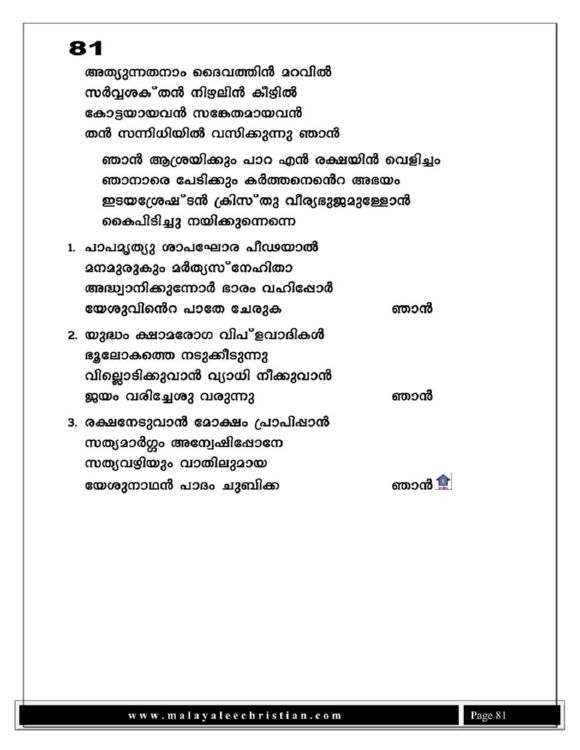 81
അത്യുന്നതനാം ദൈവത്തിൻ മറവിൽ
സർവ്വശക്തൻ നിഴലിൻ കീഴിൽ
കോട്ടയായവൻ സങ്കേതമായവൻ
തൻ സന്നിധിയിൽ വസിക്കുന്നു ഞാൻ
ഞാൻ ആശ്രയിക്കും പാറ എൻ രക്ഷയിൻ വെളിച്ചം
ഞാനാരെ പേടിക്കും കർത്തനെൻെറ അഭയം
ഇടയശ്രേഷ്ടൻ ക്രിസ്തു വീര്യഭുജമുള്ളോൻ
കൈപിടിച്ചു നയിക്കുന്നെന്നെ
1. പാപമൃത്യു ശാപഘോര പീഢയാൽ
മനമുരുകും മർത്യസ്നേഹിതാ
അദ്ധ്വാനിക്കുന്നോർ ഭാരം വഹിപ്പോർ
യേശുവിൻെറ പാതേ ചേരുക ഞാൻ
2. യുദ്ധം ക്ഷാമരോഗ വിപ്ളവാദികൾ
ഭൂലോകത്തെ നടുക്കീടുന്നു
വില്ലൊടിക്കുവാൻ വ്യാധി നീക്കുവാൻ
ജയം വരിച്ചേശു വരുന്നു ഞാൻ
3. രക്ഷനേടുവാൻ മോക്ഷം പ്രാപിപ്പാൻ
സത്യമാർഗ്ഗം അന്വേഷിപ്പോനേ
സത്യവഴിയും വാതിലുമായ
യേശുനാഥൻ പാദം ചുബിക്ക ഞാൻ
www.malayaleechristian.com Page 81